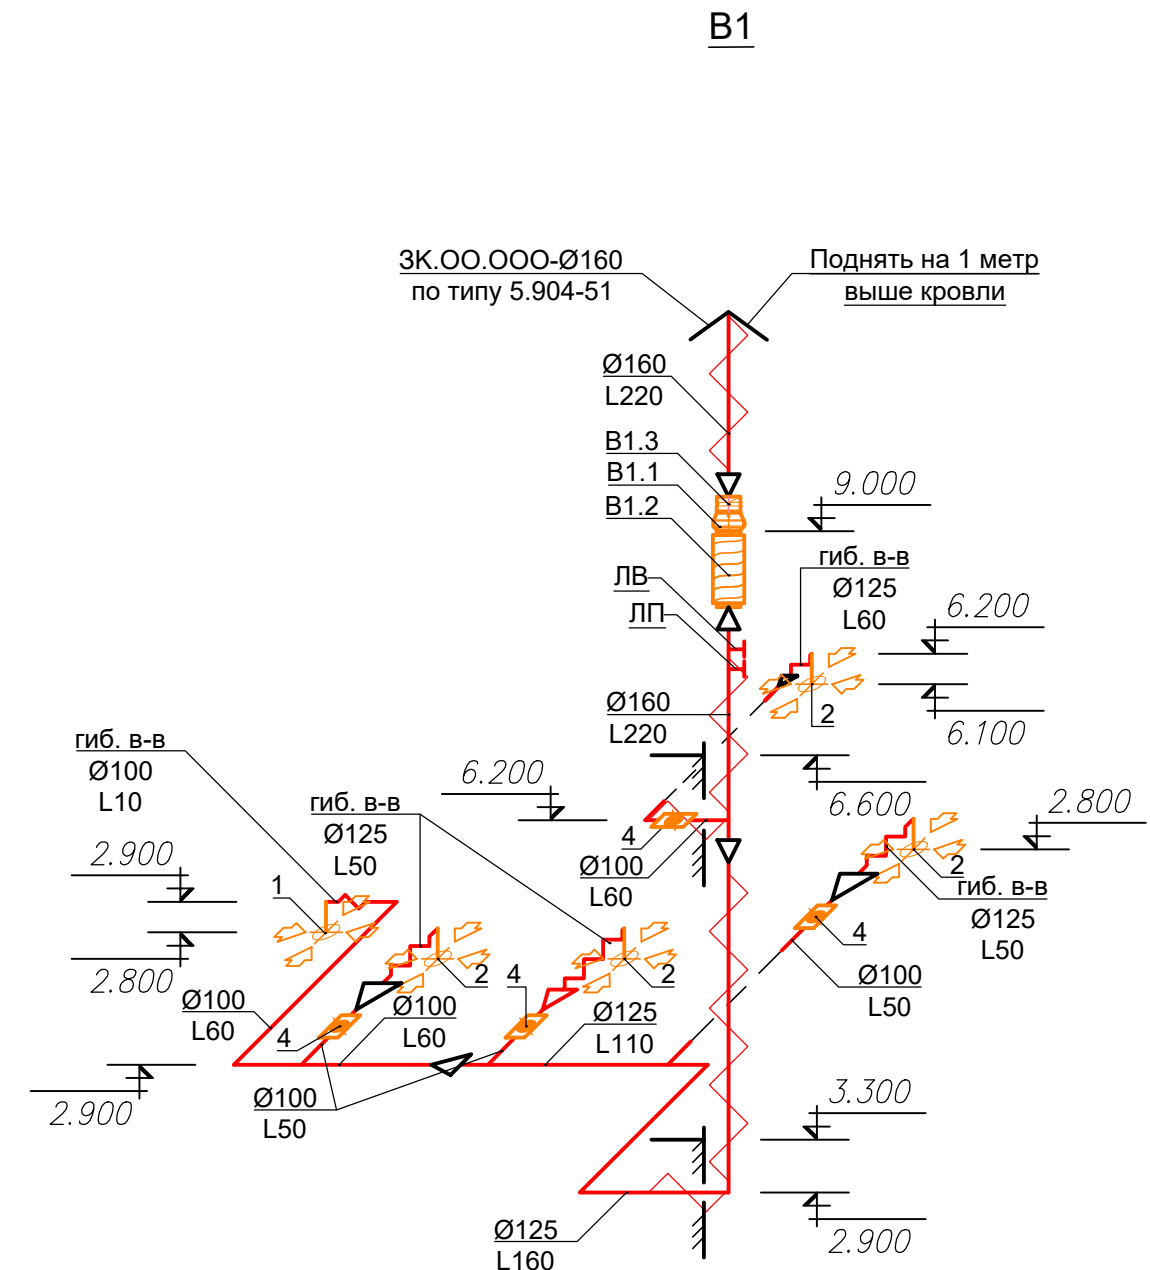 В1
ЗК.ОО.ООО-Ø160
по типу 5.904-51
Поднять на 1 метр
выше кровли
Ø160
L220
В1.3
В1.1
В1.2
9.000
ЛВ
ЛП
гиб. в-в
Ø125
L60
6.200
2
6.100
Ø160
L220
6.600
гиб. в-в
Ø100
L10
6.200
4
Ø100
L60
гиб. в-в
Ø125
L50
2.800
2
гиб. в-в
Ø125
L50
4
Ø100
L50
2.900
1
2.800
Ø100
L60
4
2
Ø100
L60
4
2
Ø125
L110
2.900
Ø100
L50
3.300
Ø125
L160
2.900